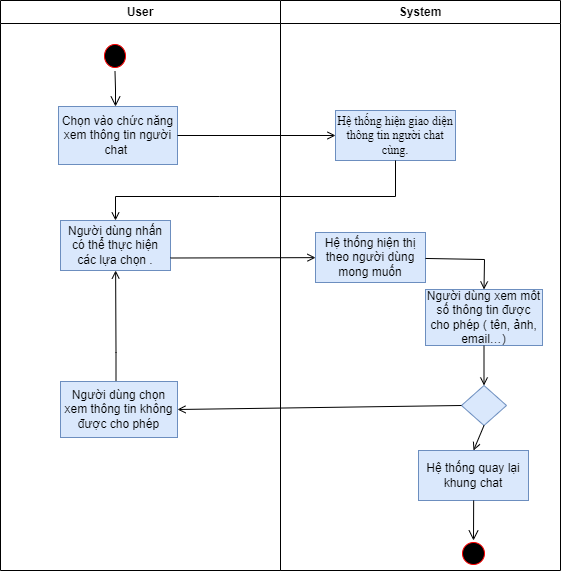 User
System
Chọn vào chức năng
xem thông tin người
chat
Hệ thống hiện giao diện
thông tin người chat
cùng.
Người dùng nhấn
có thể thực hiện
các lựa chọn .
Hệ thống hiện thị
theo người dùng
mong muốn
Người dùng xem một
số thông tin được
cho phép ( tên, ảnh,
email...)
Người dùng chọn
xem thông tin không
được cho phép
Hệ thống quay lại
khung chat